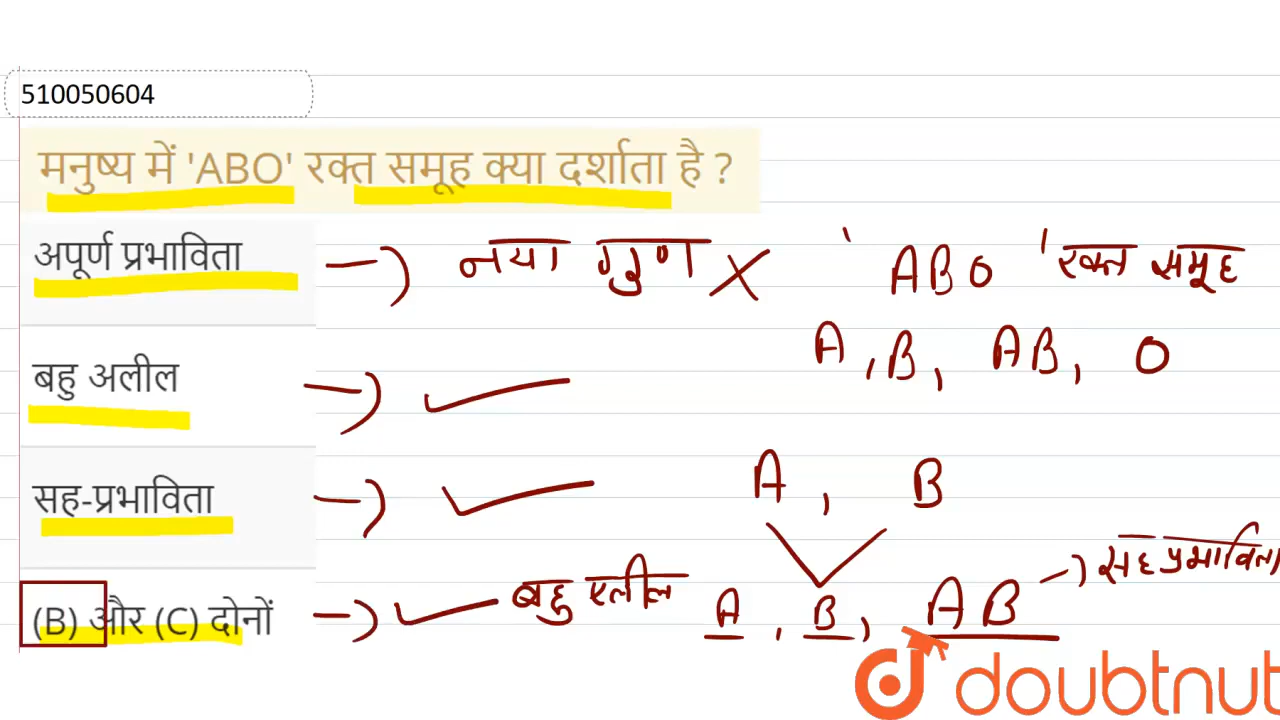 510050604
मनुष्य में 'ABO' रक्त समूह क्या दर्शाता है ?
अपूर्ण प्रभाविता
नया गुण
'ABO' रक्त समूह
A, B, AB, O
बहु अलील
सह-प्रभाविता
A, B
सहप्रभाविता
(B) और (C) दोनों
बहु एलील A, B, AB
doubtnut